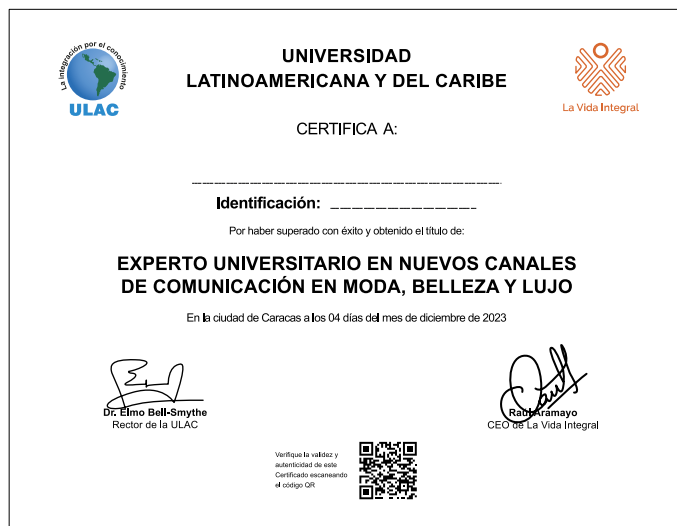 La integración por el conocimiento
ULAC
UNIVERSIDAD
LATINOAMERICANA Y DEL CARIBE
La Vida Integral
CERTIFICA A:
Identificación:
Por haber superado con éxito y obtenido el título de:
EXPERTO UNIVERSITARIO EN NUEVOS CANALES
DE COMUNICACIÓN EN MODA, BELLEZA Y LUJO
En la ciudad de Caracas a los 04 días del mes de diciembre de 2023
Dr. Elmo Bell-Smythe
Rector de la ULAC
Raúl Aramayo
CEO de La Vida Integral
Verifique la validez y
autenticidad de este
Certificado escaneando
el código QR